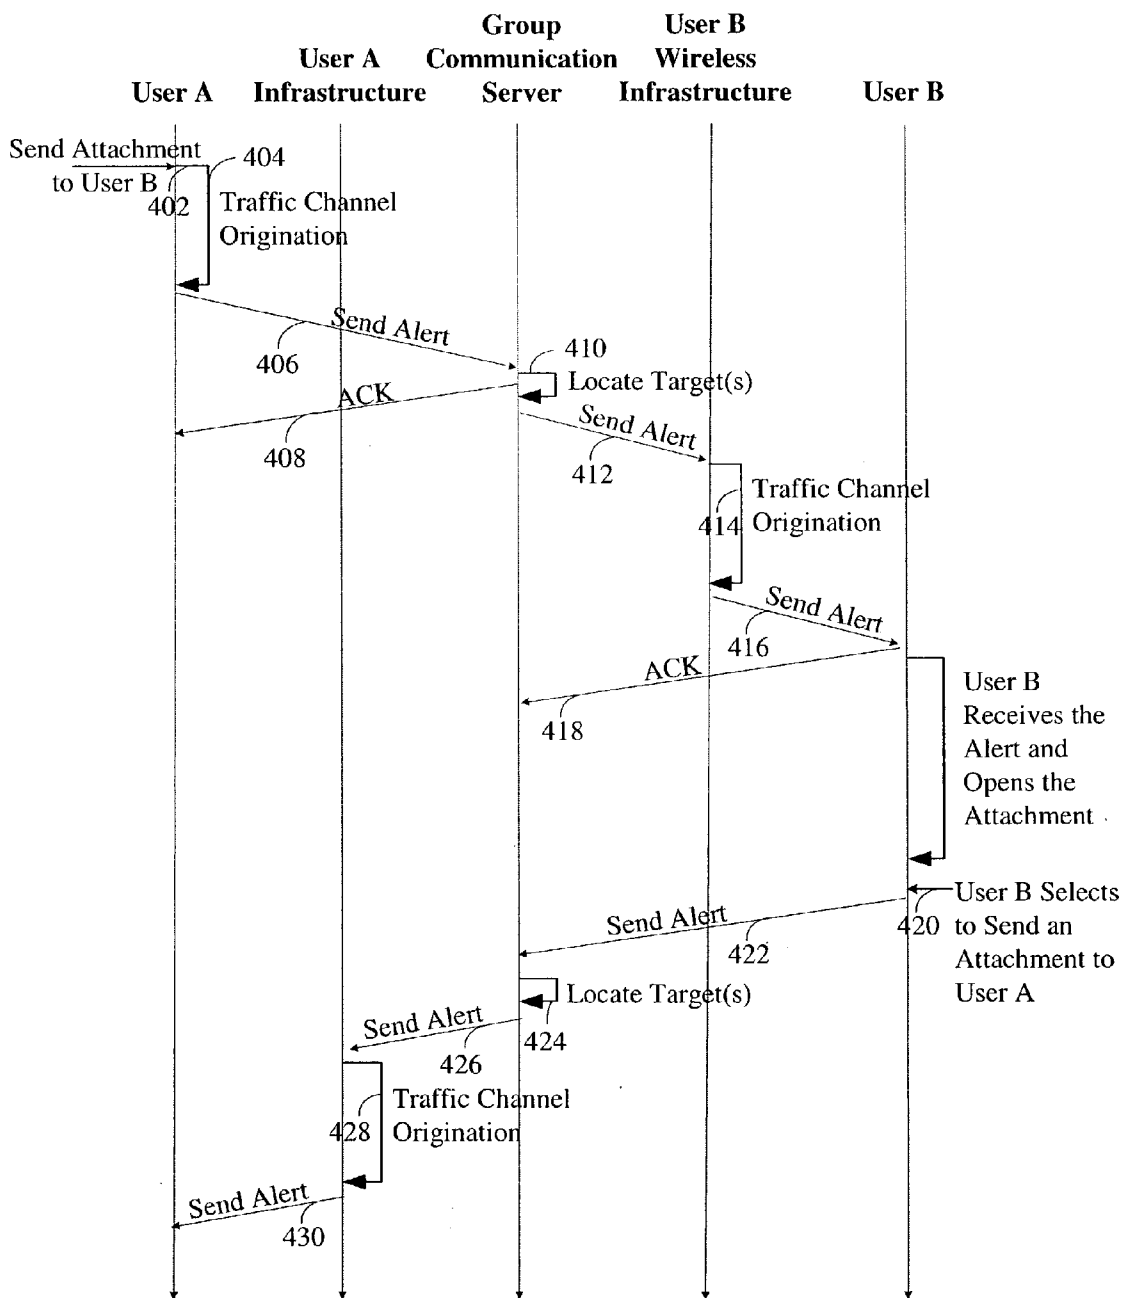 Group
User B
User A
Communication
Wireless
User A
Infrastructure
Server
Infrastructure
User B
Send Attachment
to User B
404
402
Traffic Channel
Origination
Send Alert
406
410
Locate Target(s)
ACK
408
Send Alert
412
Traffic Channel
414
Origination
Send Alert
416
ACK
418
User B
Receives the
Alert and
Opens the
Attachment
User B Selects
420
to Send an
Attachment to
User A
Send Alert
422
Locate Target(s)
424
Send Alert
426
Traffic Channel
428
Origination
Send Alert
430